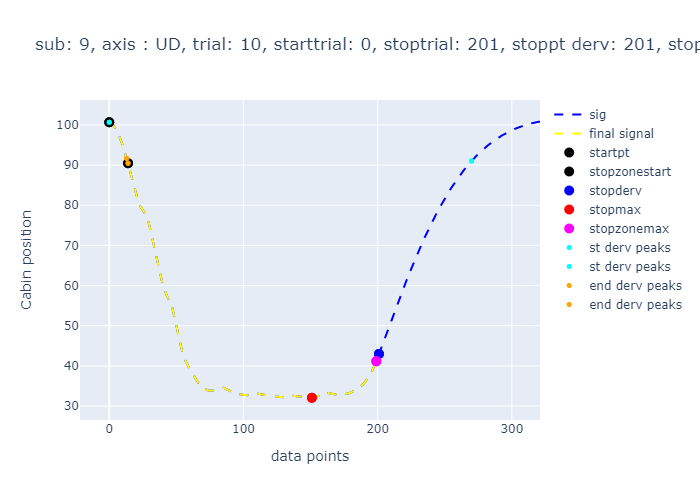 sub: 9, axis : UD, trial: 10, starttrial: 0, stoptrial: 201, stoppt derv: 201, stop
100
90
80
70
60
50
40
30
Cabin position
0
100
200
300
data points
sig
final signal
startpt
stopzonestart
stopderv
stopmax
stopzonemax
st derv peaks
st derv peaks
end derv peaks
end derv peaks